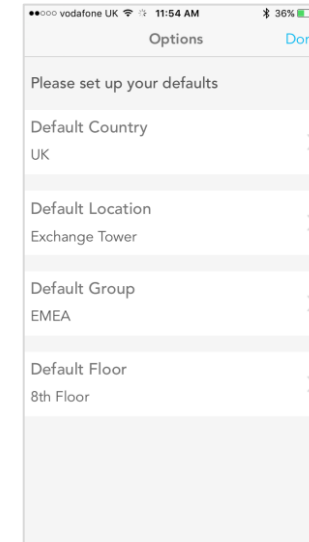 vodafone UK 11:54 AM 36%
Options Don
Please set up your defaults
Default Country
UK
Default Location
Exchange Tower
Default Group
EMEA
Default Floor
8th Floor